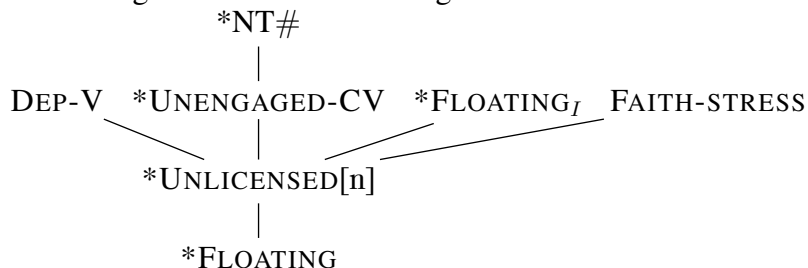 *NT#
DEP-V *UNENGAGED-CV *FLOATING_I FAITH-STRESS
*UNLICENSED[n]
*FLOATING